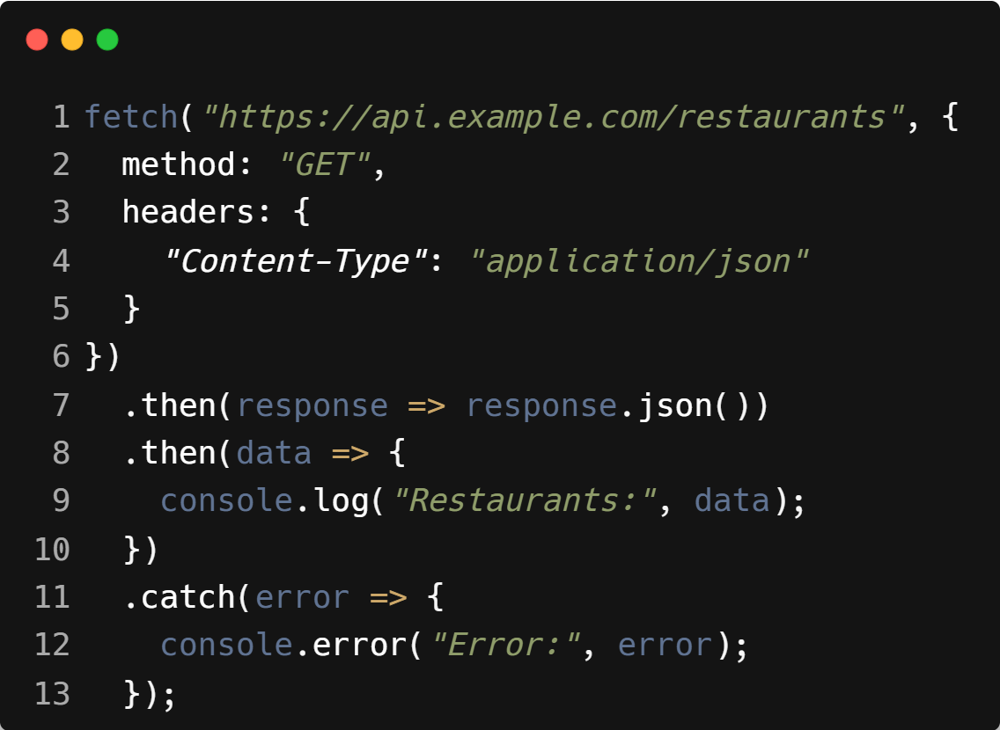 1 fetch("https://api.example.com/restaurants", {
2   method: "GET",
3   headers: {
4     "Content-Type": "application/json"
5   }
6 })
7   .then(response => response.json())
8   .then(data => {
9     console.log("Restaurants:", data);
10   })
11   .catch(error => {
12     console.error("Error:", error);
13   });